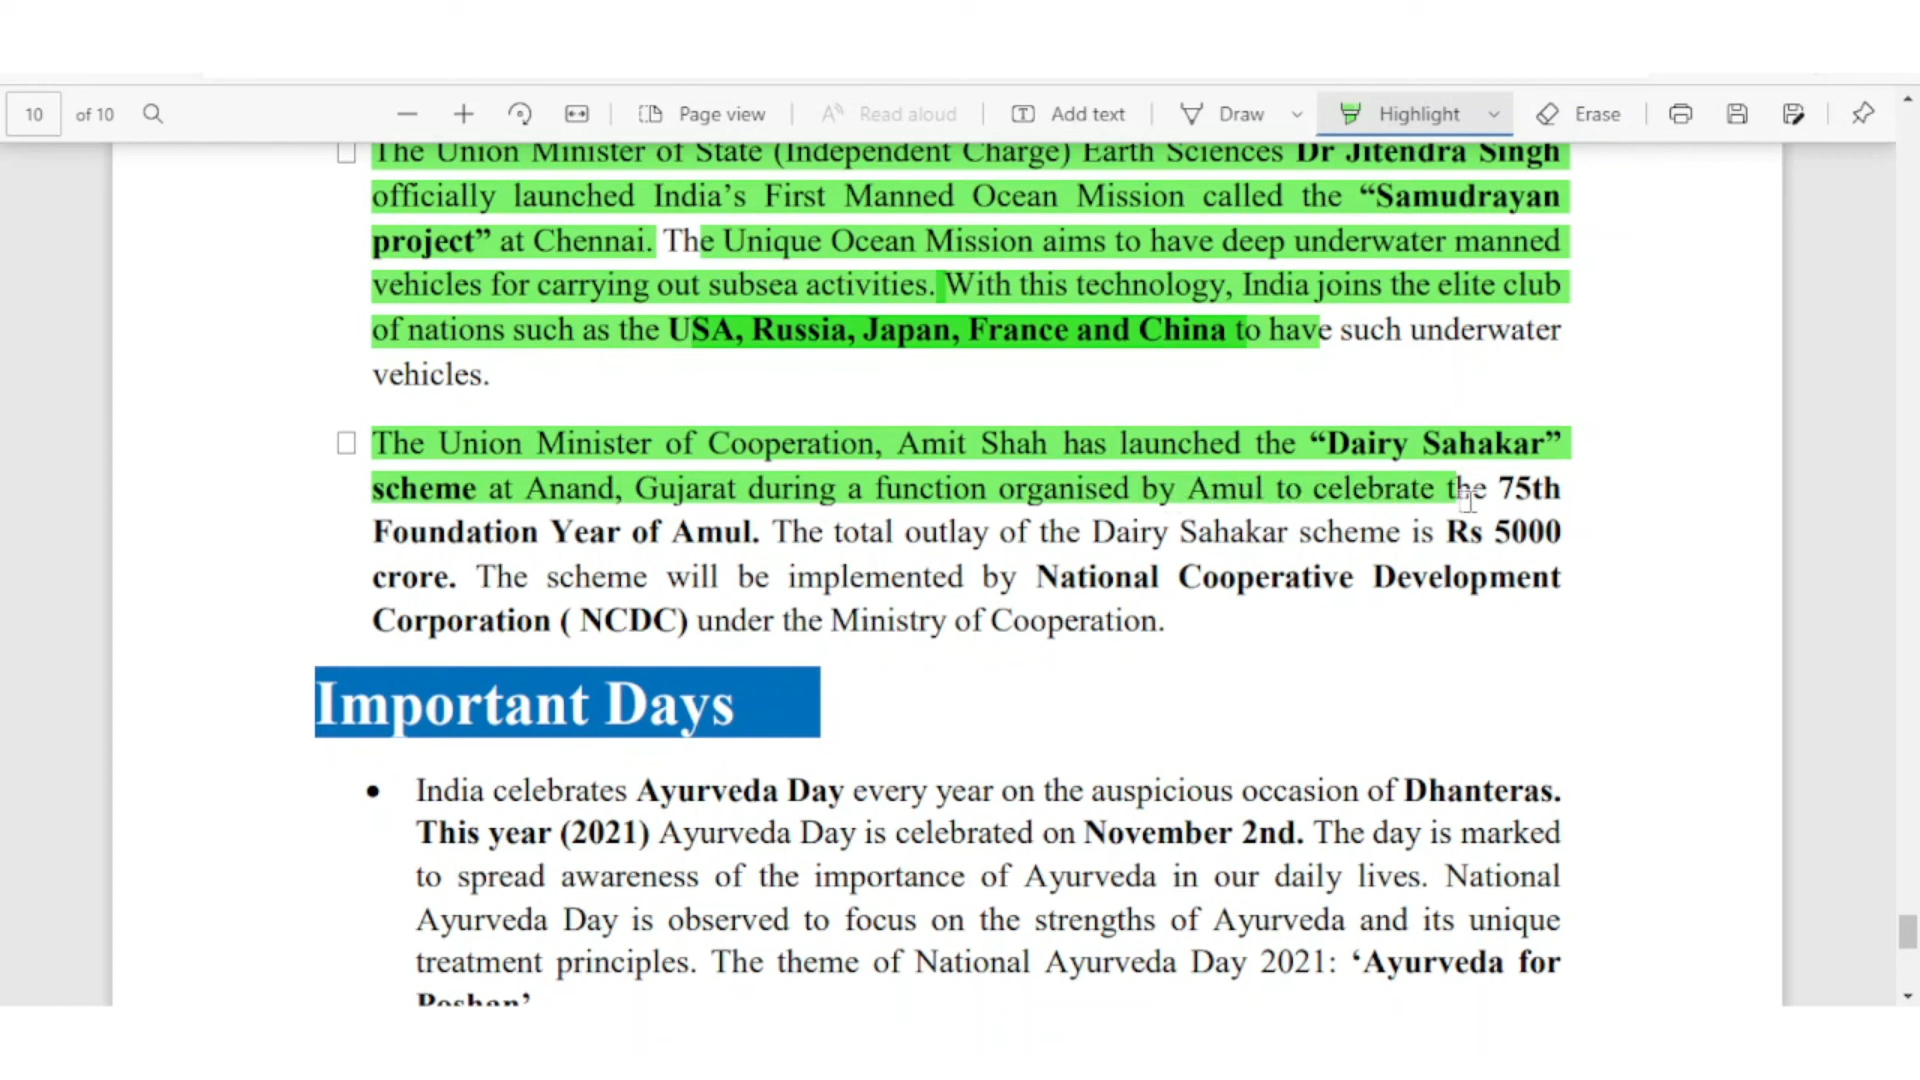 10 of 10 Page view Read aloud Add text Draw Highlight Erase
The Union Minister of State (Independent Charge) Earth Sciences Dr Jitendra Singh
officially launched India’s First Manned Ocean Mission called the “Samudrayan
project” at Chennai. The Unique Ocean Mission aims to have deep underwater manned
vehicles for carrying out subsea activities. With this technology, India joins the elite club
of nations such as the USA, Russia, Japan, France and China to have such underwater
vehicles.
The Union Minister of Cooperation, Amit Shah has launched the “Dairy Sahakar”
scheme at Anand, Gujarat during a function organised by Amul to celebrate the 75th
Foundation Year of Amul. The total outlay of the Dairy Sahakar scheme is Rs 5000
crore. The scheme will be implemented by National Cooperative Development
Corporation ( NCDC) under the Ministry of Cooperation.
Important Days
• India celebrates Ayurveda Day every year on the auspicious occasion of Dhanteras.
This year (2021) Ayurveda Day is celebrated on November 2nd. The day is marked
to spread awareness of the importance of Ayurveda in our daily lives. National
Ayurveda Day is observed to focus on the strengths of Ayurveda and its unique
treatment principles. The theme of National Ayurveda Day 2021: ‘Ayurveda for
Poshan’